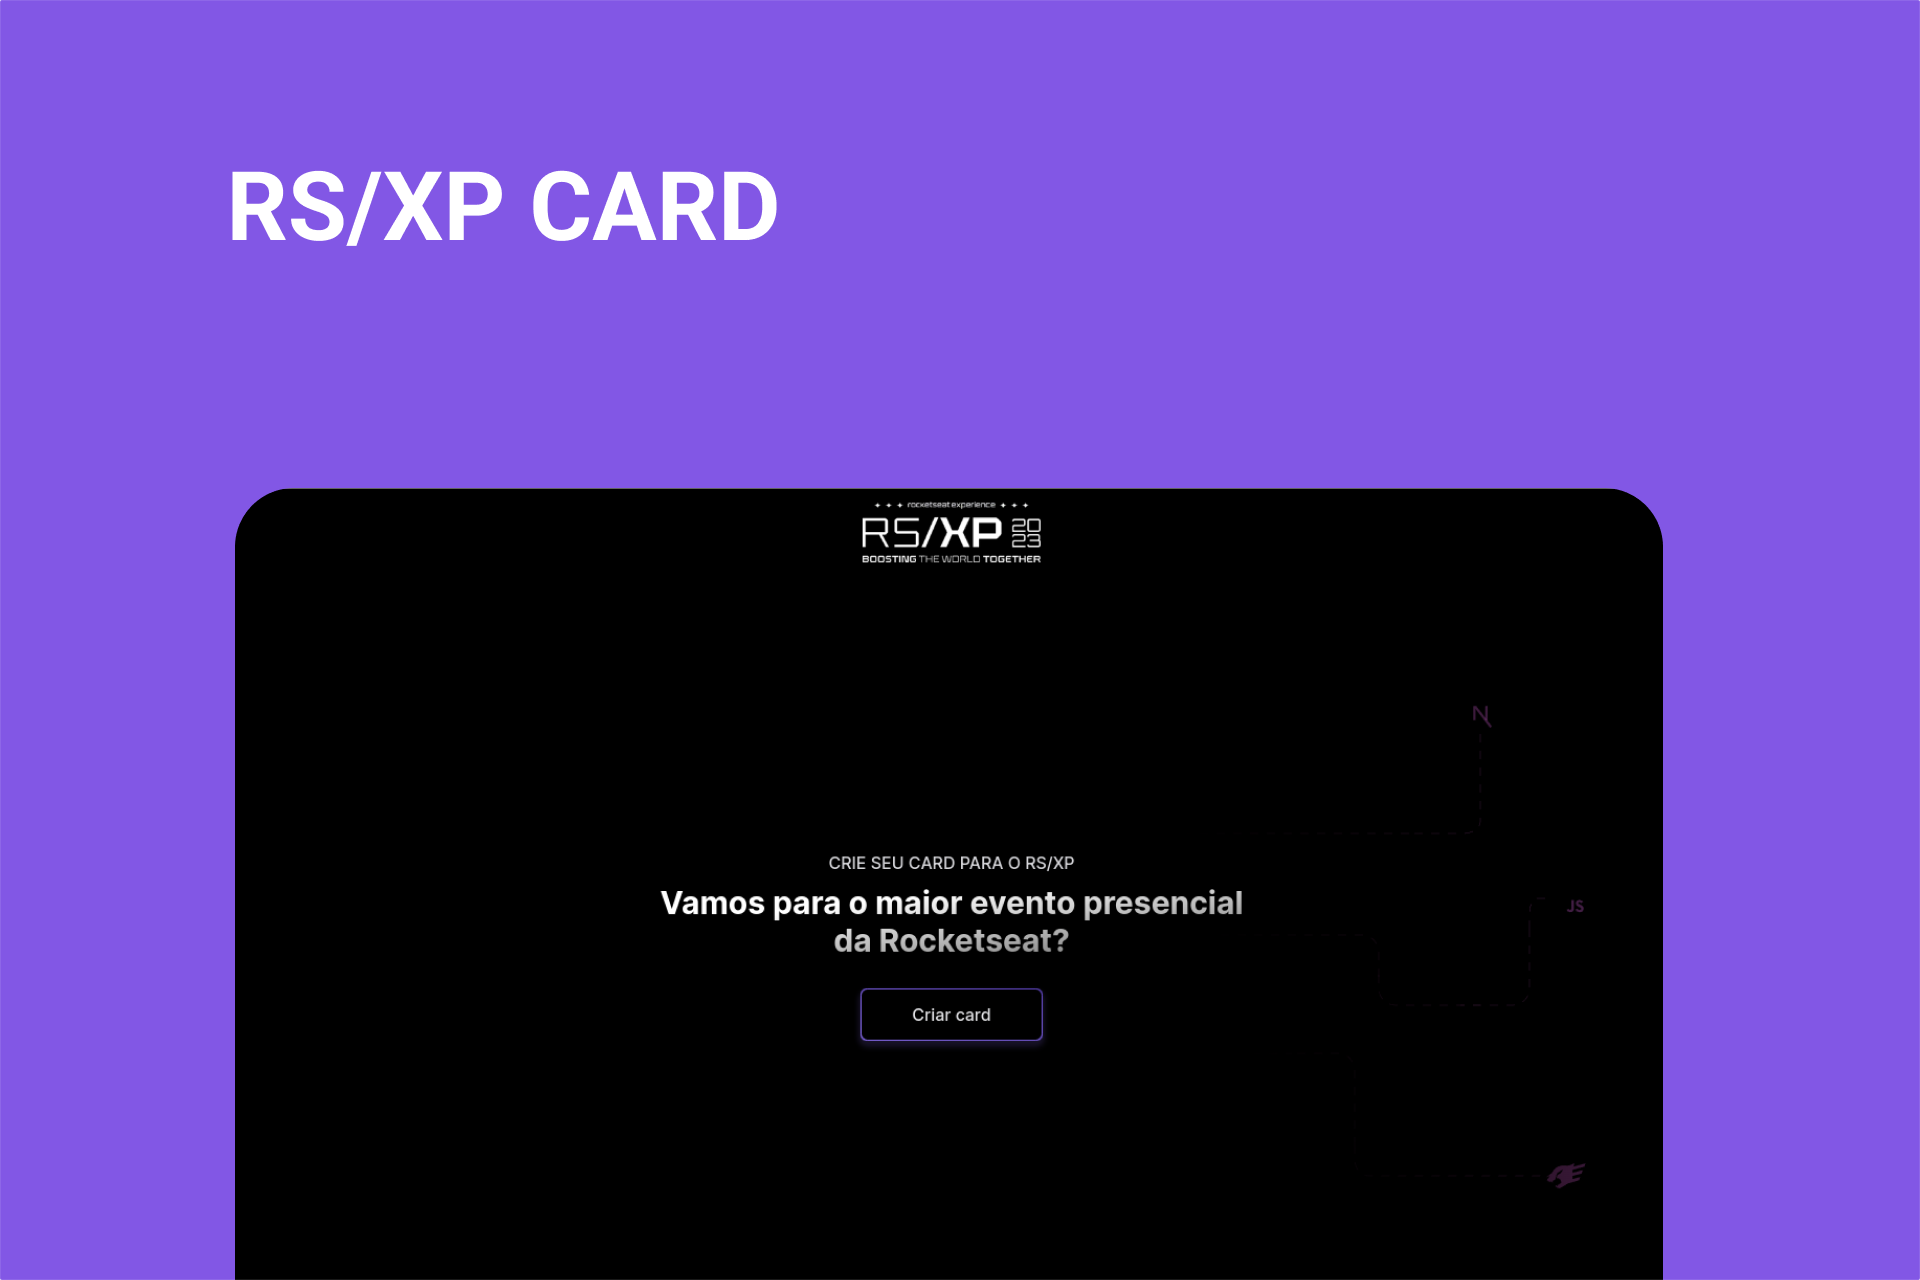 RS/XP CARD
rocketseat experience
RS/XP 2023
BOOSTING THE WORLD TOGETHER
N
CRIE SEU CARD PARA O RS/XP
Vamos para o maior evento presencial
JS
da Rocketseat?
Criar card